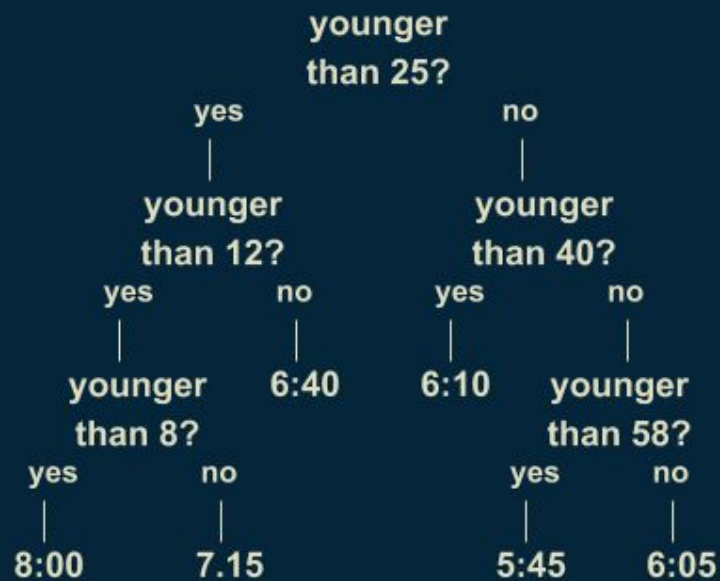 younger
than 25?
yes no
younger younger
than 12? than 40?
yes no yes no
younger 6:40 6:10 younger
than 8? than 58?
yes no yes no
8:00 7.15 5:45 6:05